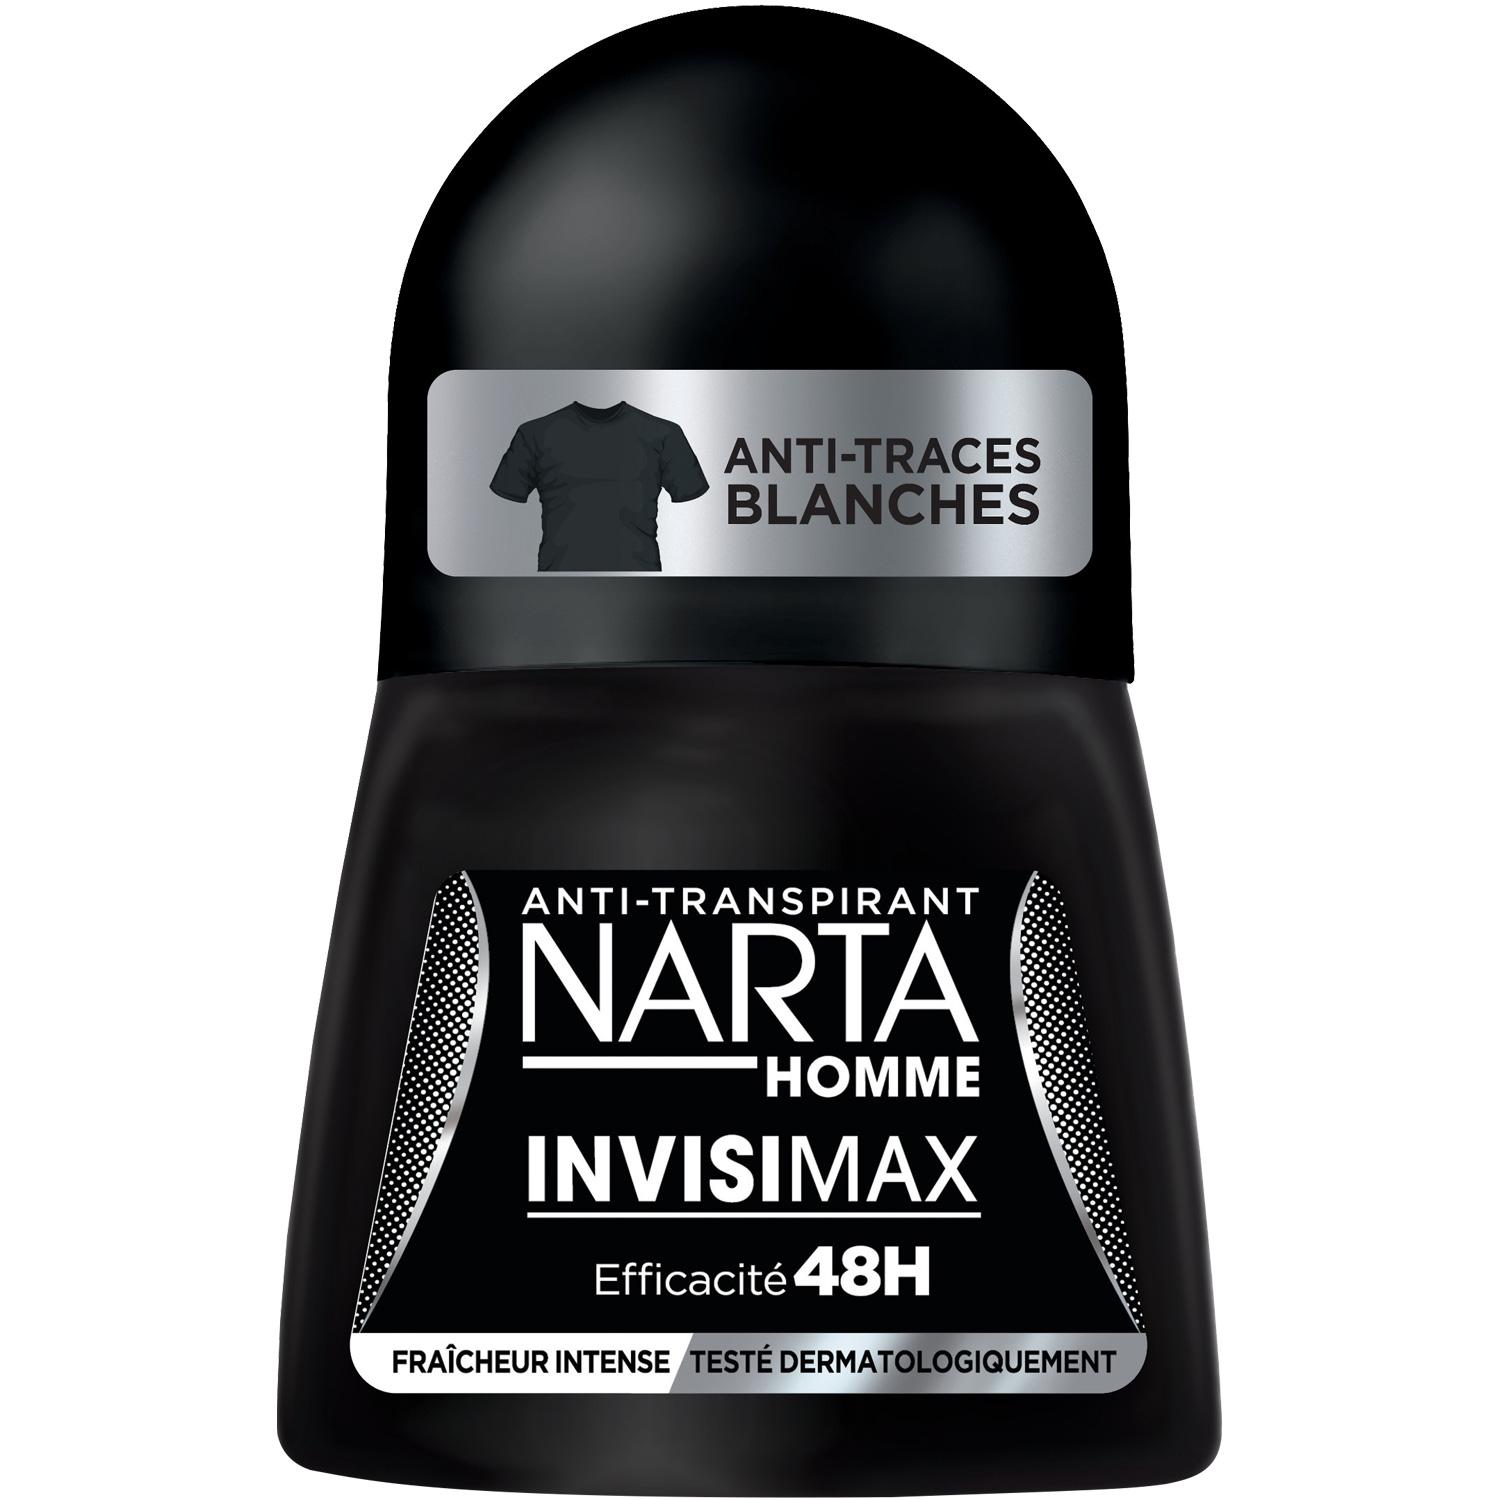 ANTI-TRACES
BLANCHES
ANTI-TRANSPIRANT
NARTA
HOMME
INVISIMAX
Efficacité 48H
FRAÎCHEUR INTENSE / TESTÉ DERMATOLOGIQUEMENT